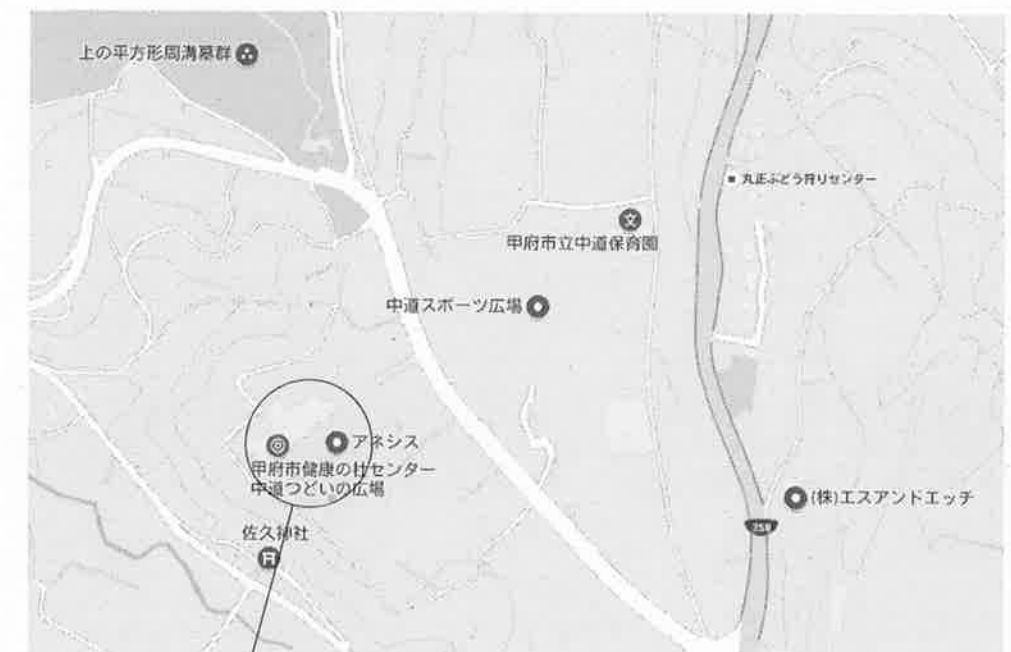 上の平方形周溝墓群
丸正ぶどう狩りセンター
文
甲府市立中道保育園
中道スポーツ広場
アネシス
甲府市健康の杜センター
中道つどいの広場
(株)エスアンドエッチ
358
佐久神社